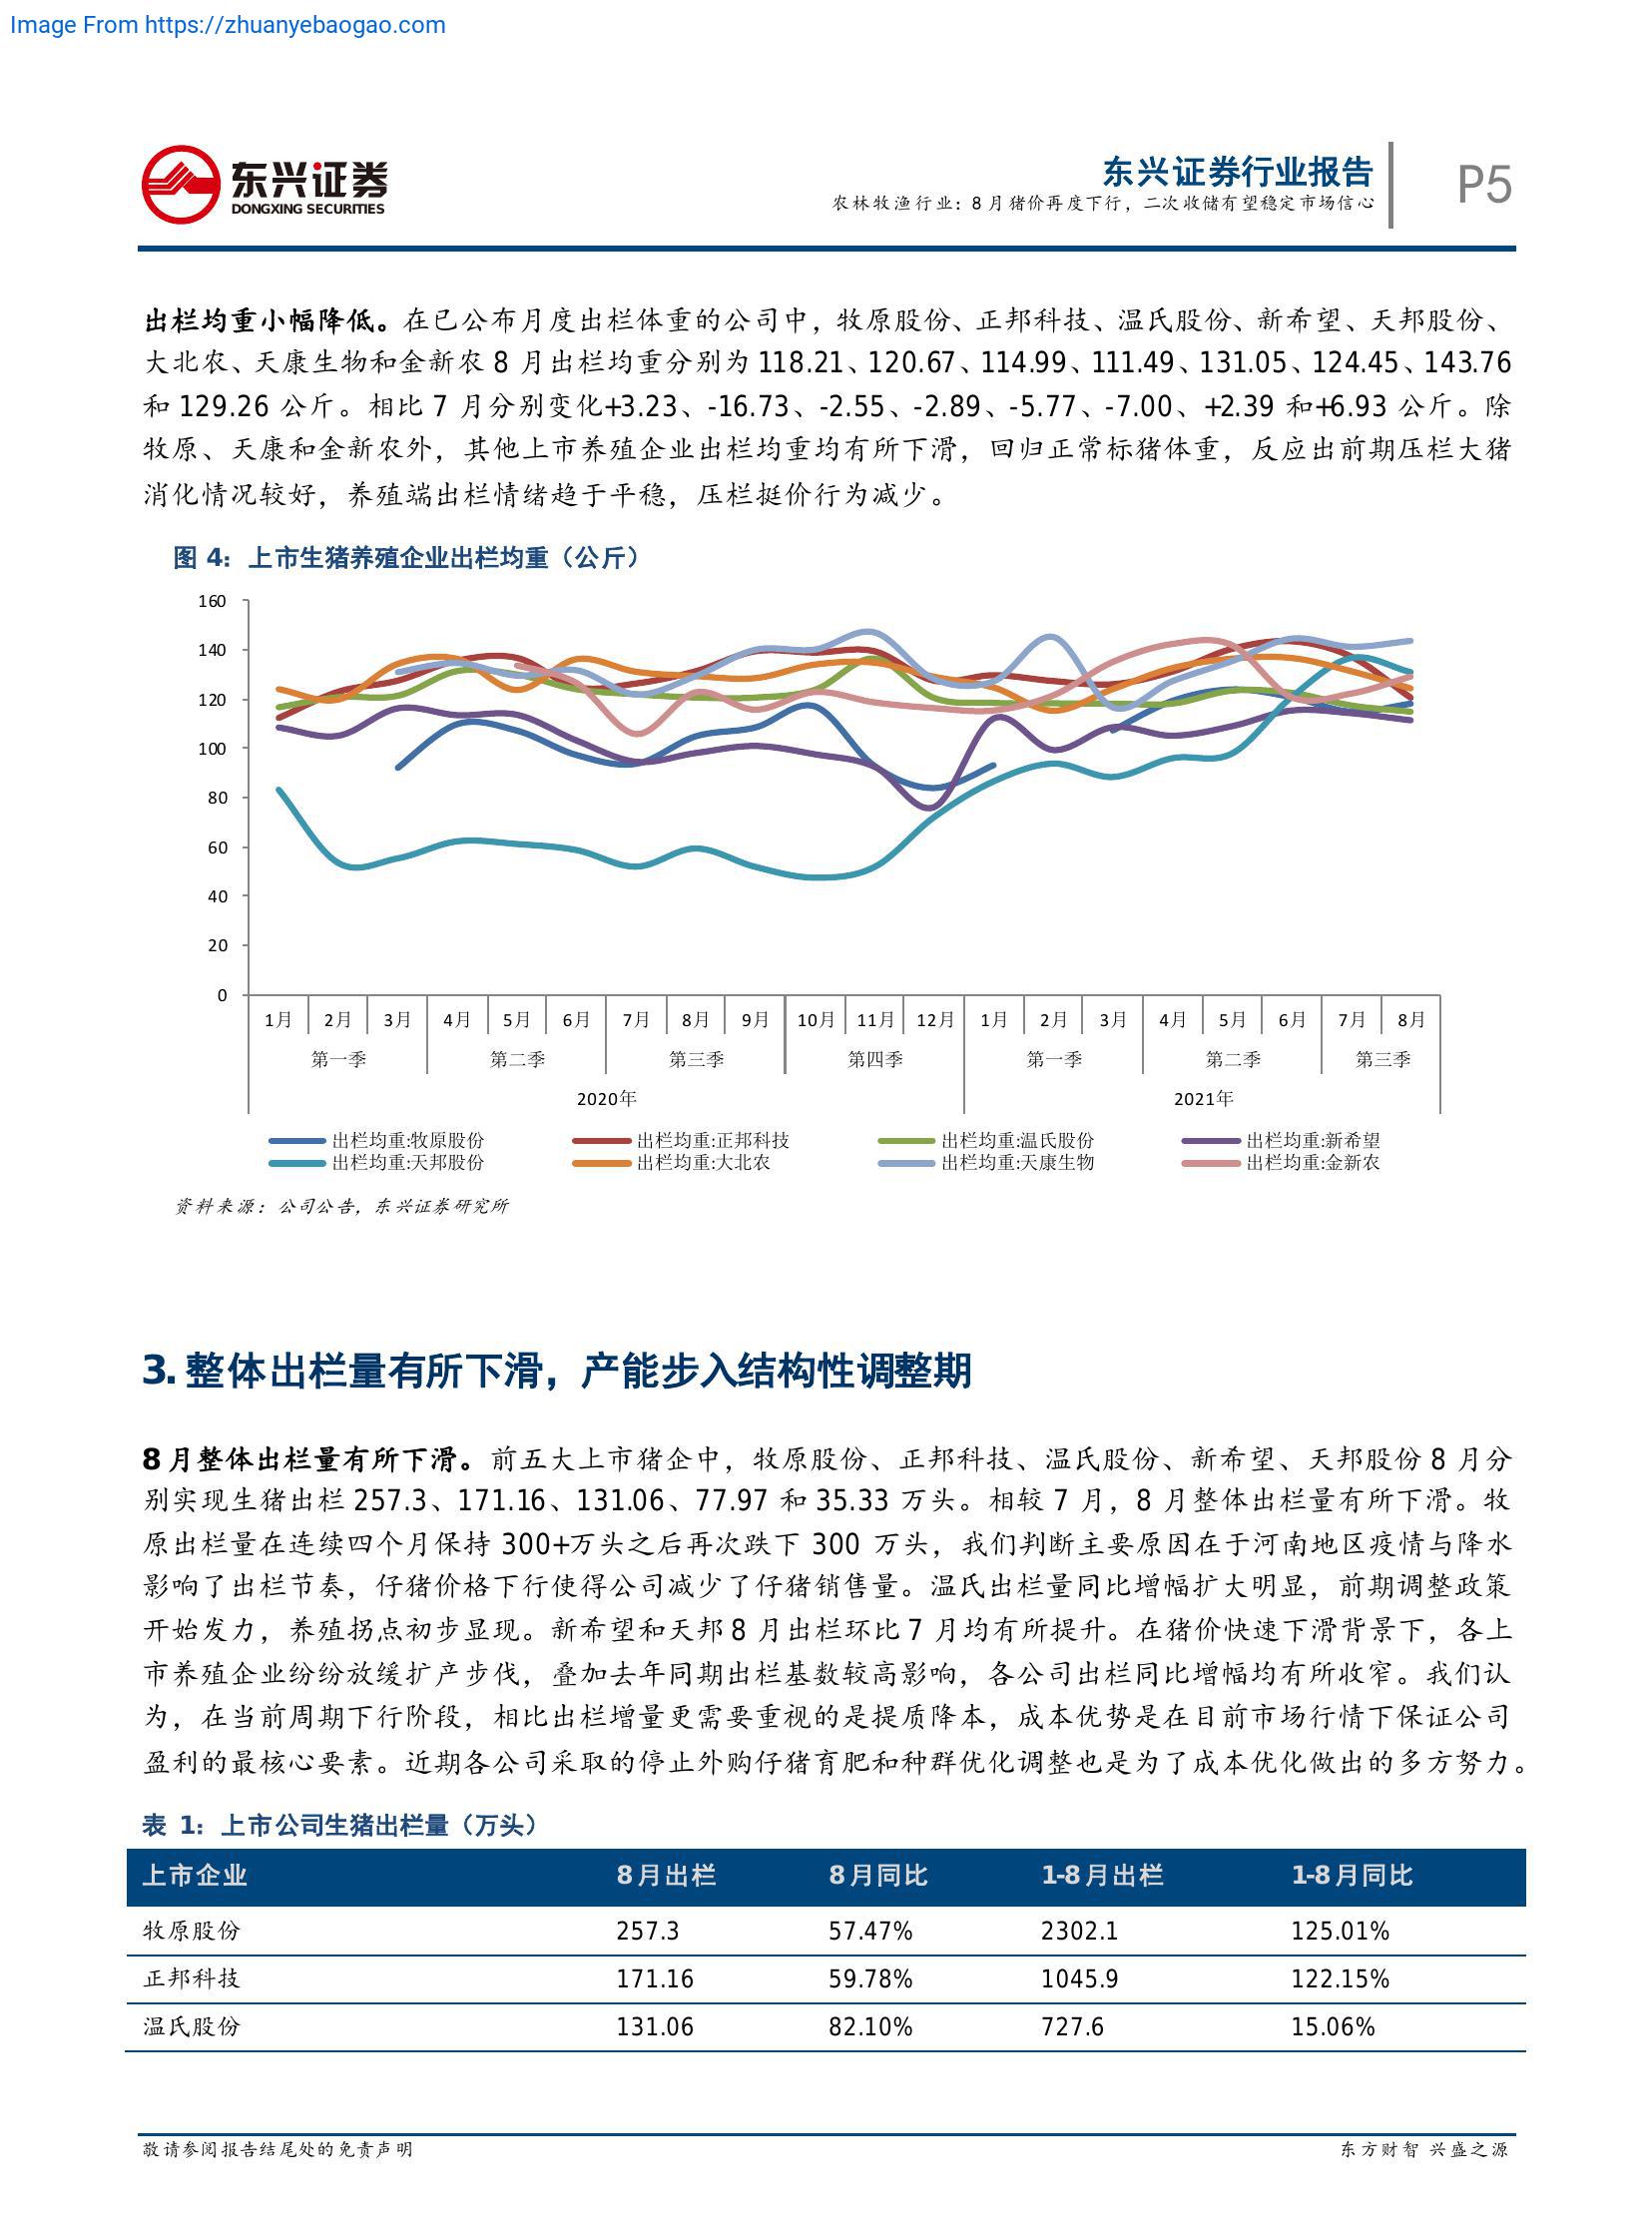 Image From https://zhuanyebaogao.com
东兴证券
DONGXING SECURITIES
东兴证券行业报告
农林牧渔行业：8 月猪价再度下行，二次收储有望稳定市场信心
P5
出栏均重小幅降低。在已公布月度出栏体重的公司中，牧原股份、正邦科技、温氏股份、新希望、天邦股份、
大北农、天康生物和金新农 8 月出栏均重分别为 118.21、120.67、114.99、111.49、131.05、124.45、143.76
和 129.26 公斤。相比 7 月分别变化+3.23、-16.73、-2.55、-2.89、-5.77、-7.00、+2.39 和+6.93 公斤。除
牧原、天康和金新农外，其他上市养殖企业出栏均重均有所下滑，回归正常标猪体重，反应出前期压栏大猪
消化情况较好，养殖端出栏情绪趋于平稳，压栏挺价行为减少。
图 4：上市生猪养殖企业出栏均重（公斤）
160
140
120
100
80
60
40
20
0
1月 2月 3月 4月 5月 6月 7月 8月 9月 10月 11月 12月 1月 2月 3月 4月 5月 6月 7月 8月
第一季 第二季 第三季 第四季 第一季 第二季 第三季
2020年 2021年
出栏均重:牧原股份 出栏均重:正邦科技 出栏均重:温氏股份 出栏均重:新希望
出栏均重:天邦股份 出栏均重:大北农 出栏均重:天康生物 出栏均重:金新农
资料来源：公司公告，东兴证券研究所
3. 整体出栏量有所下滑，产能步入结构性调整期
8 月整体出栏量有所下滑。前五大上市猪企中，牧原股份、正邦科技、温氏股份、新希望、天邦股份 8 月分
别实现生猪出栏 257.3、171.16、131.06、77.97 和 35.33 万头。相较 7 月，8 月整体出栏量有所下滑。牧
原出栏量在连续四个月保持 300+万头之后再次跌下 300 万头，我们判断主要原因在于河南地区疫情与降水
影响了出栏节奏，仔猪价格下行使得公司减少了仔猪销售量。温氏出栏量同比增幅扩大明显，前期调整政策
开始发力，养殖拐点初步显现。新希望和天邦 8 月出栏环比 7 月均有所提升。在猪价快速下滑背景下，各上
市养殖企业纷纷放缓扩产步伐，叠加去年同期出栏基数较高影响，各公司出栏同比增幅均有所收窄。我们认
为，在当前周期下行阶段，相比出栏增量更需要重视的是提质降本，成本优势是在目前市场行情下保证公司
盈利的最核心要素。近期各公司采取的停止外购仔猪育肥和种群优化调整也是为了成本优化做出的多方努力。
表 1：上市公司生猪出栏量（万头）
上市企业 8 月出栏 8 月同比 1-8 月出栏 1-8 月同比
牧原股份 257.3 57.47% 2302.1 125.01%
正邦科技 171.16 59.78% 1045.9 122.15%
温氏股份 131.06 82.10% 727.6 15.06%
敬请参阅报告结尾处的免责声明
东方财智 兴盛之源